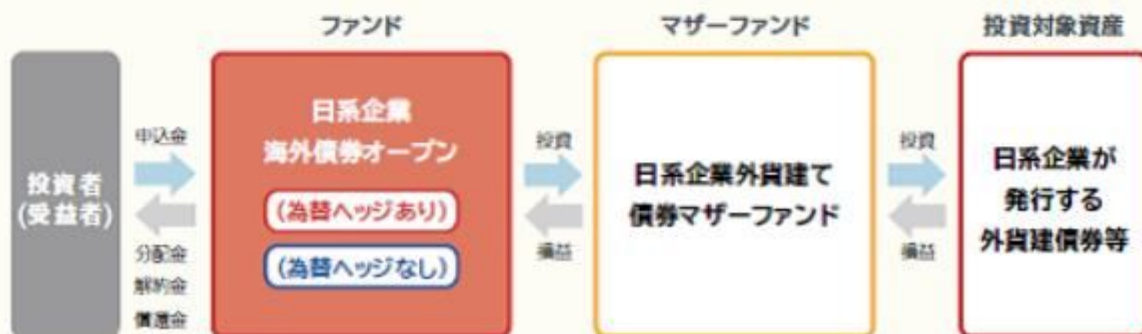 ファンド
マザーファンド
投資対象資産
投資者
(受益者)
申込金
分配金
解約金
償還金
日系企業
海外債券オープン
(為替ヘッジあり)
(為替ヘッジなし)
投資
損益
日系企業外貨建て
債券マザーファンド
投資
損益
日系企業が
発行する
外貨建債券等